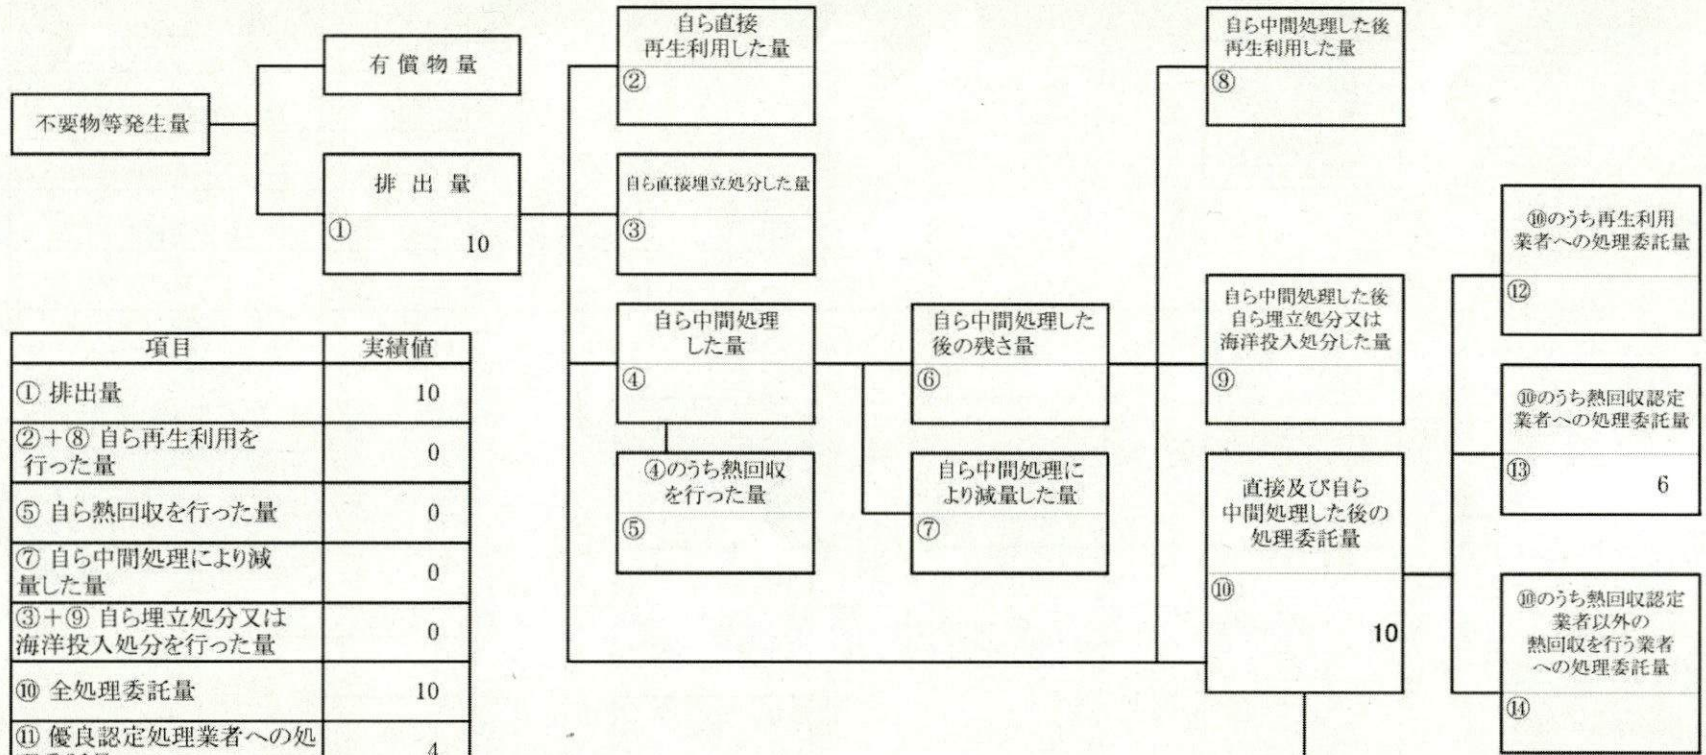 不要物等発生量
有償物量
排出量
①
10
自ら直接
再生利用した量
②
自ら直接埋立処分した量
③
自ら中間処理
した量
④
④のうち熱回収
を行った量
⑤
自ら中間処理した
後の残さ量
⑥
自ら中間処理に
より減量した量
⑦
自ら中間処理した後
再生利用した量
⑧
自ら中間処理した後
自ら埋立処分又は
海洋投入処分した量
⑨
直接及び自ら
中間処理した後の
処理委託量
⑩
10
⑩のうち再生利用
業者への処理委託量
⑫
⑩のうち熱回収認定
業者への処理委託量
⑬
6
⑩のうち熱回収認定
業者以外の
熱回収を行う業者
への処理委託量
⑭
項目 実績値
① 排出量 10
②+⑧ 自ら再生利用を
行った量 0
⑤ 自ら熱回収を行った量 0
⑦ 自ら中間処理により減
量した量 0
③+⑨ 自ら埋立処分又は
海洋投入処分を行った量 0
⑩ 全処理委託量 10
⑪ 優良認定処理業者への処
4